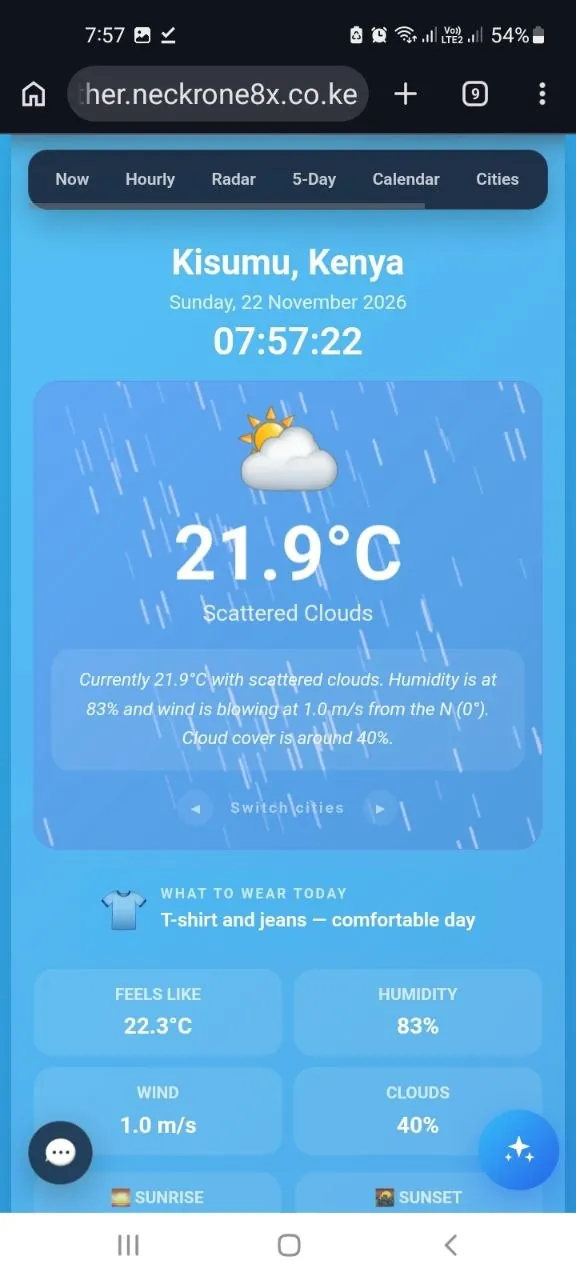 7:57
Vo))
LTE2
54%
ther.neckrone8x.co.ke
9
Now Hourly Radar 5-Day Calendar Cities
Kisumu, Kenya
Sunday, 22 November 2026
07:57:22
21.9°C
Scattered Clouds
Currently 21.9°C with scattered clouds. Humidity is at
83% and wind is blowing at 1.0 m/s from the N (0°).
Cloud cover is around 40%.
◄ Switch cities ►
WHAT TO WEAR TODAY
T-shirt and jeans — comfortable day
FEELS LIKE
22.3°C
HUMIDITY
83%
WIND
1.0 m/s
CLOUDS
40%
SUNRISE
SUNSET